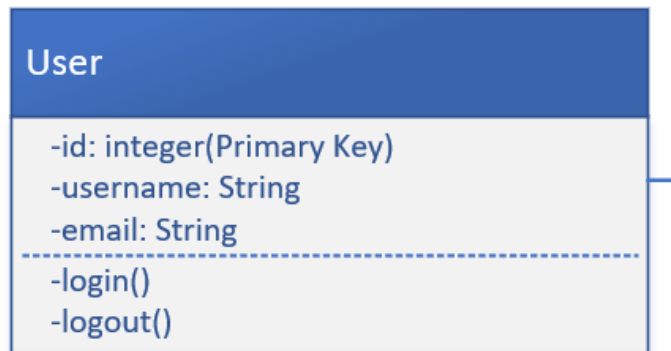 User
-id: integer(Primary Key)
-username: String
-email: String
-login()
-logout()